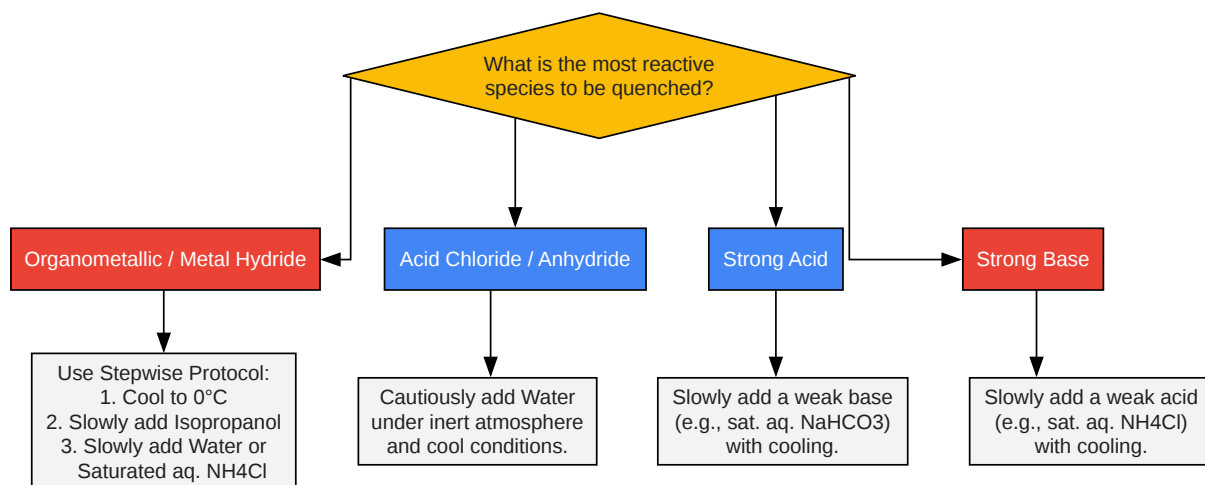 What is the most reactive
species to be quenched?
Organometallic / Metal Hydride
Acid Chloride / Anhydride
Strong Acid
Strong Base
Use Stepwise Protocol:
1. Cool to 0°C
2. Slowly add Isopropanol
3. Slowly add Water or
Saturated aq. NH4Cl
Cautiously add Water
under inert atmosphere
and cool conditions.
Slowly add a weak base
(e.g., sat. aq. NaHCO3)
with cooling.
Slowly add a weak acid
(e.g., sat. aq. NH4Cl)
with cooling.